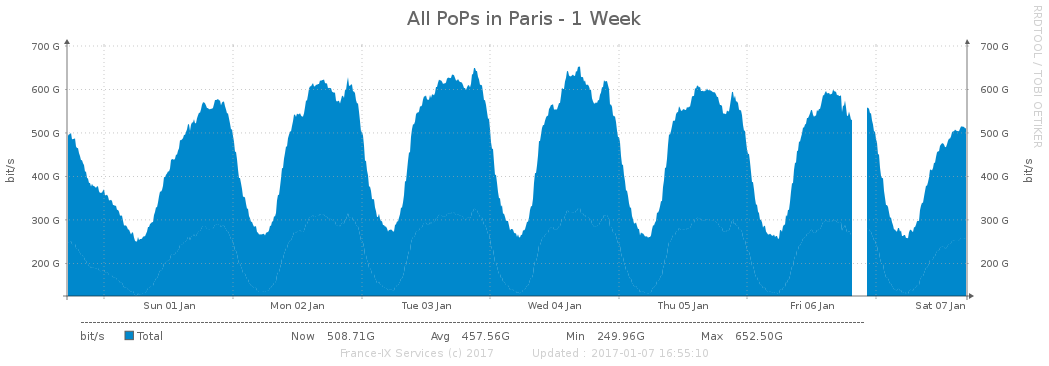 All PoPs in Paris - 1 Week
RRDTOOL / TOBI OETIKER
700 G
700 G
600 G
600 G
500 G
500 G
400 G
400 G
300 G
300 G
200 G
200 G
bit/s
bit/s
Sun 01 Jan Mon 02 Jan Tue 03 Jan Wed 04 Jan Thu 05 Jan Fri 06 Jan Sat 07 Jan
bit/s Total Now 508.71G Avg 457.56G Min 249.96G Max 652.50G
France-IX Services (c) 2017 Updated : 2017-01-07 16:55:10